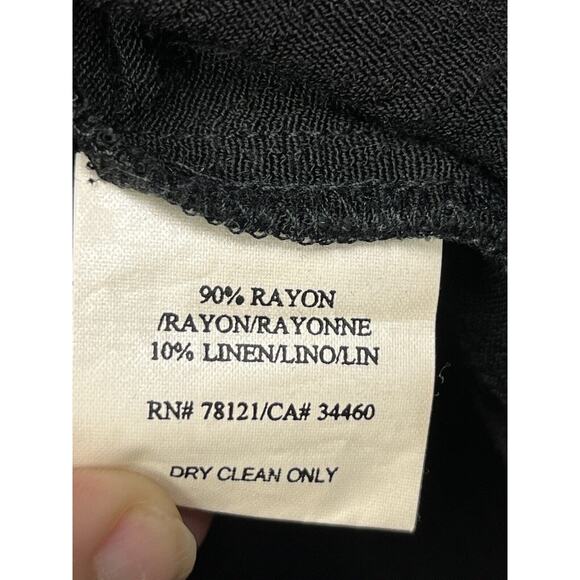 90% RAYON
/RAYON/RAYONNE
10% LINEN/LINO/LIN
RN# 78121/CA# 34460
DRY CLEAN ONLY